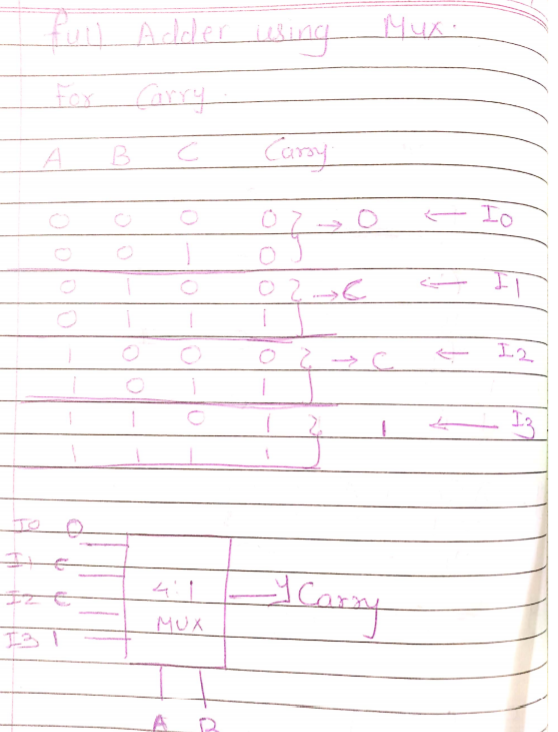 full Adder using Mux.
For Carry.
A B C Carry
0 0 0 0 } → 0 ← I0
0 0 1 0
0 1 0 0 } → C ← I1
0 1 1 1
1 0 0 0 } → C ← I2
1 0 1 1
1 1 0 1 } 1 ← I3
1 1 1 1
I0 0
I1 C
I2 C
I3 1
4:1
MUX
Y Carry
A B